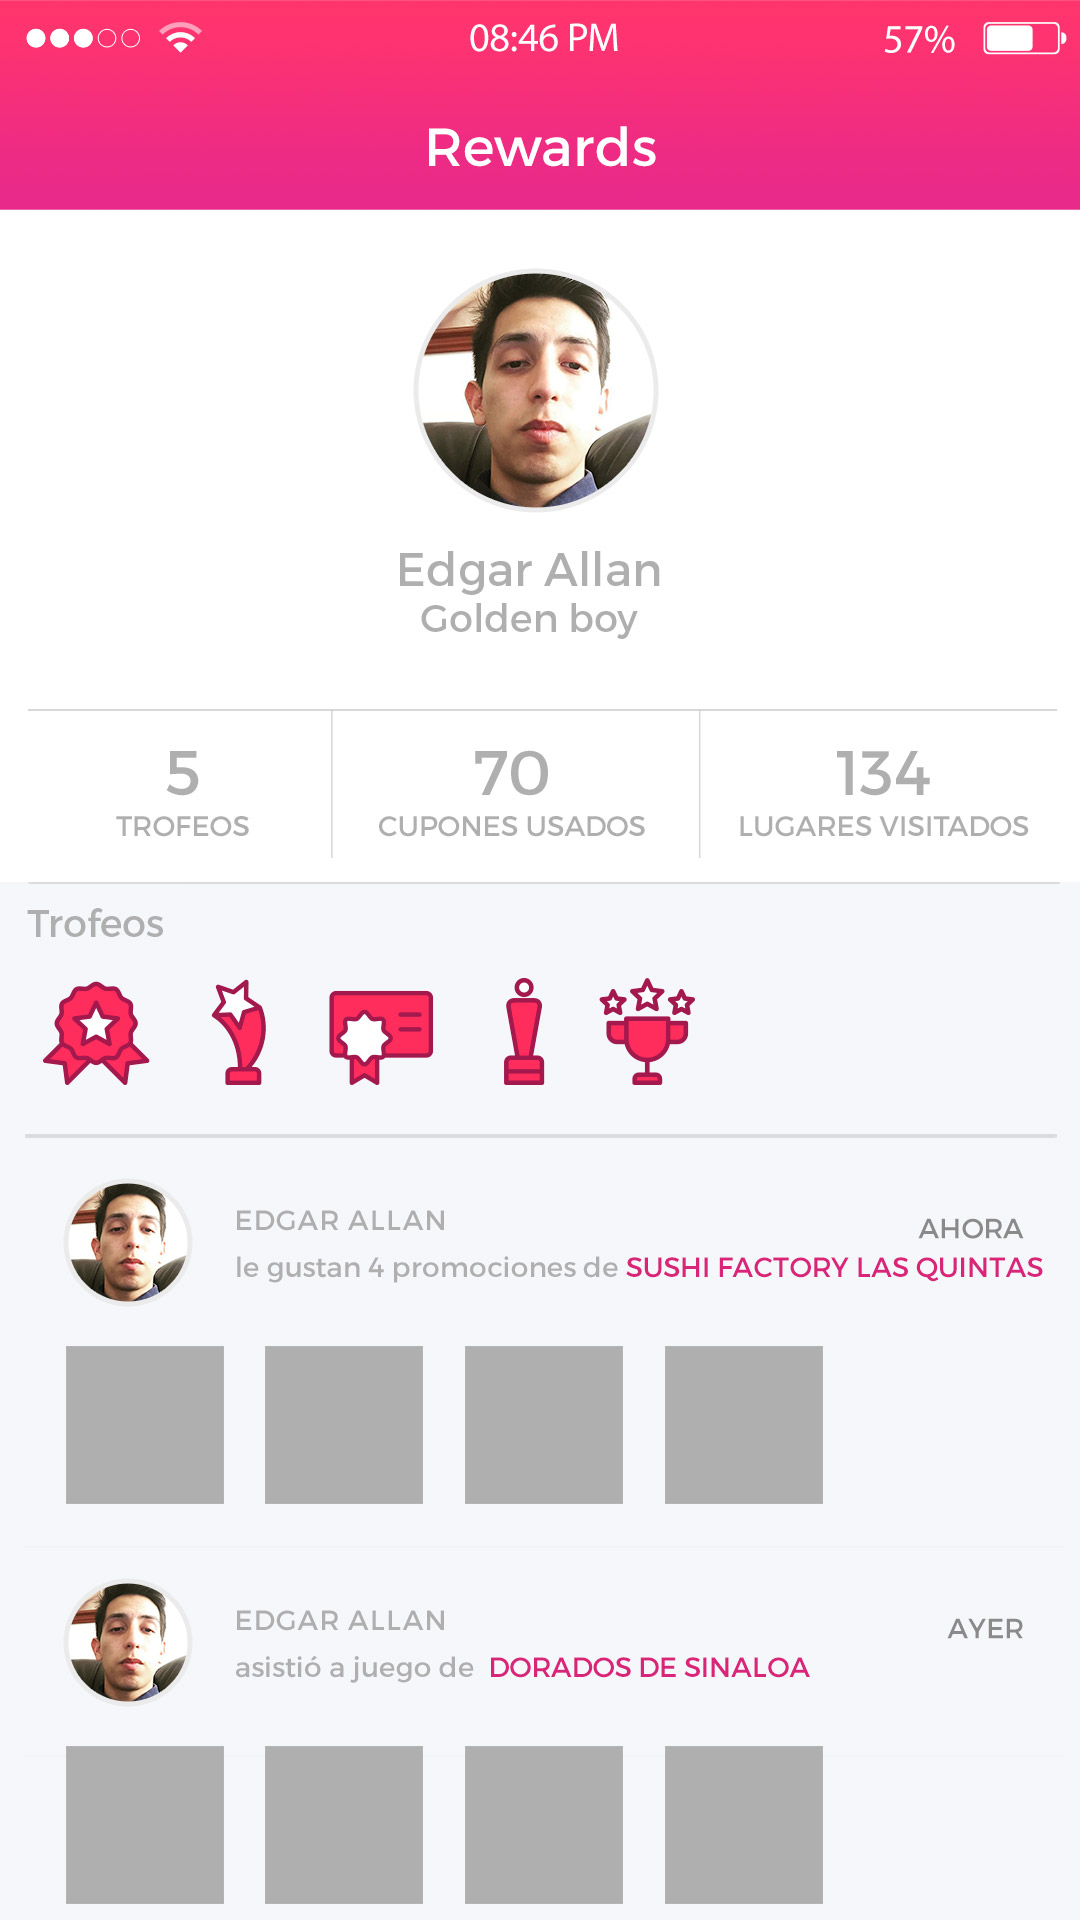 08:46 PM
57%
Rewards
Edgar Allan
Golden boy
5
TROFEOS
70
CUPONES USADOS
134
LUGARES VISITADOS
Trofeos
EDGAR ALLAN
AHORA
le gustan 4 promociones de SUSHI FACTORY LAS QUINTAS
EDGAR ALLAN
AYER
asistió a juego de DORADOS DE SINALOA